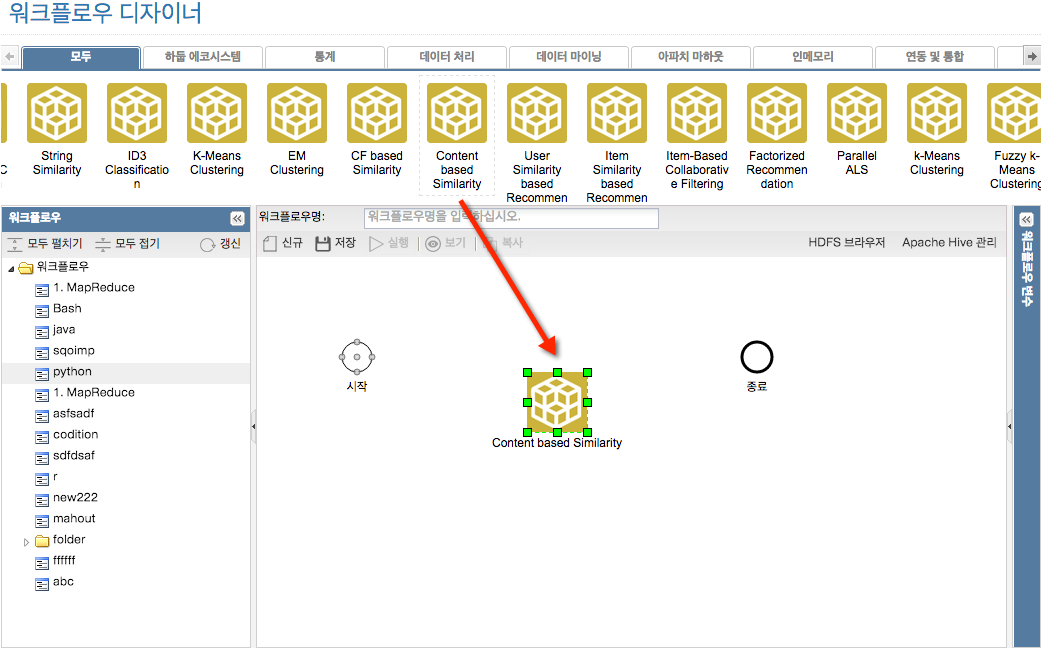 워크플로우 디자이너
모두
하둡 에코시스템
통계
데이터 처리
데이터 마이닝
아파치 마하웃
인메모리
연동 및 통합
C
String
Similarity
ID3
Classificatio
n
K-Means
Clustering
EM
Clustering
CF based
Similarity
Content
based
Similarity
User
Similarity
based
Recommen
Item
Similarity
based
Recommen
Item-Based
Collaborativ
e Filtering
Factorized
Recommen
dation
Parallel
ALS
k-Means
Clustering
Fuzzy k-
Means
Clustering
워크플로우
모두 펼치기
모두 접기
갱신
워크플로우
1. MapReduce
Bash
java
sqoimp
python
1. MapReduce
asfsadf
codition
sdfdsaf
r
new222
mahout
folder
ffffff
abc
워크플로우명:
워크플로우명을 입력하십시오.
신규
저장
실행
보기
복사
HDFS 브라우저
Apache Hive 관리
시작
Content based Similarity
종료
워크플로우 변수